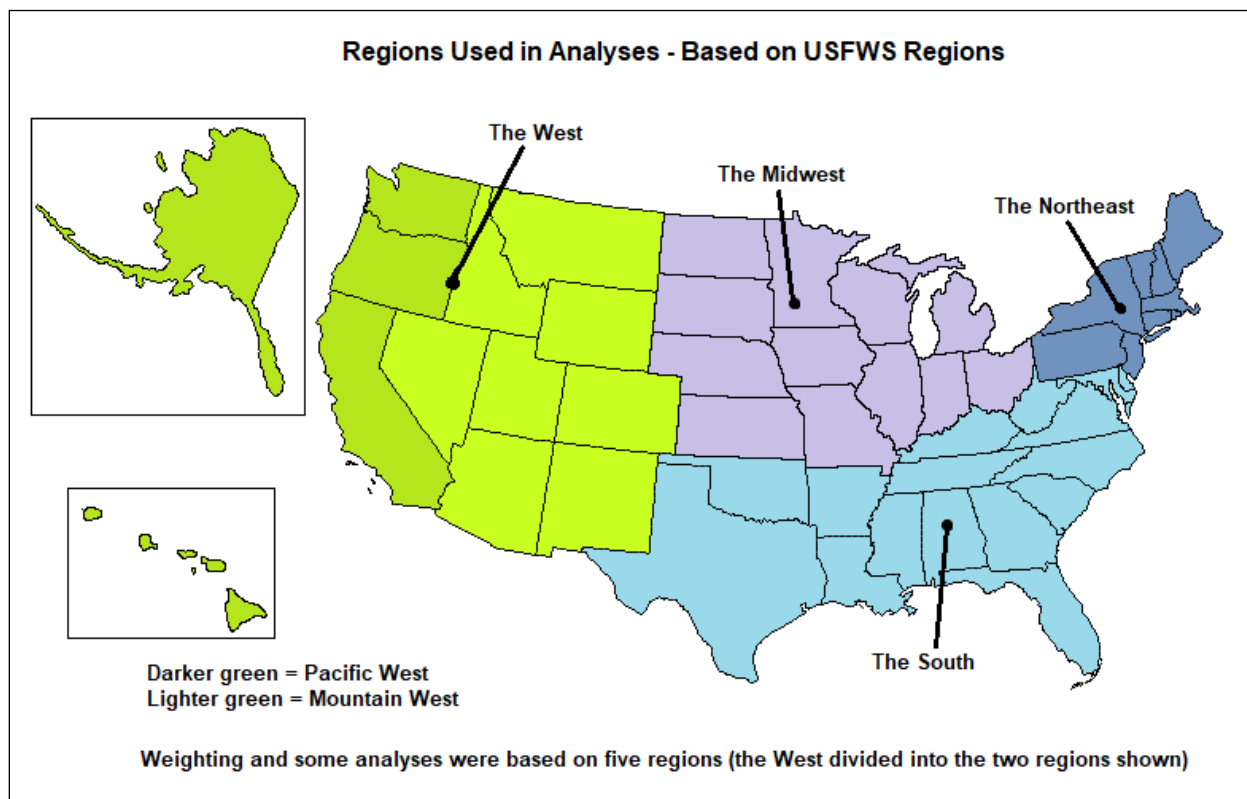 Regions Used in Analyses - Based on USFWS Regions
The West
The Midwest
The Northeast
The South
Darker green = Pacific West
Lighter green = Mountain West
Weighting and some analyses were based on five regions (the West divided into the two regions shown)